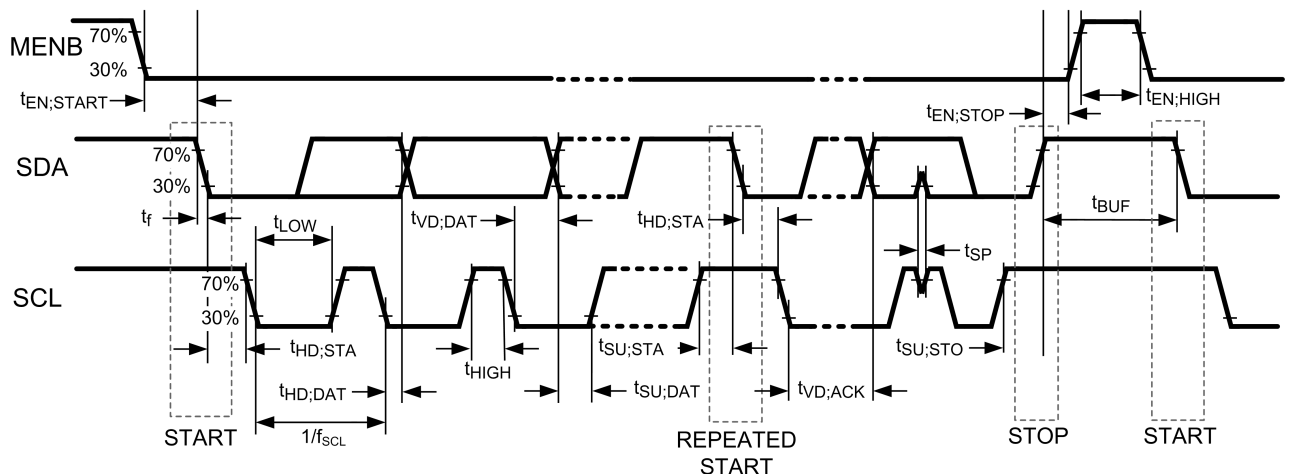 MENB
70%
30%
tEN;START
tEN;STOP
tEN;HIGH
SDA
70%
30%
tf
tLOW
tVD;DAT
tHD;STA
tBUF
tSP
SCL
70%
30%
tHD;STA
tHIGH
tSU;STA
tSU;STO
tHD;DAT
tSU;DAT
tVD;ACK
START
1/fSCL
REPEATED
START
STOP
START